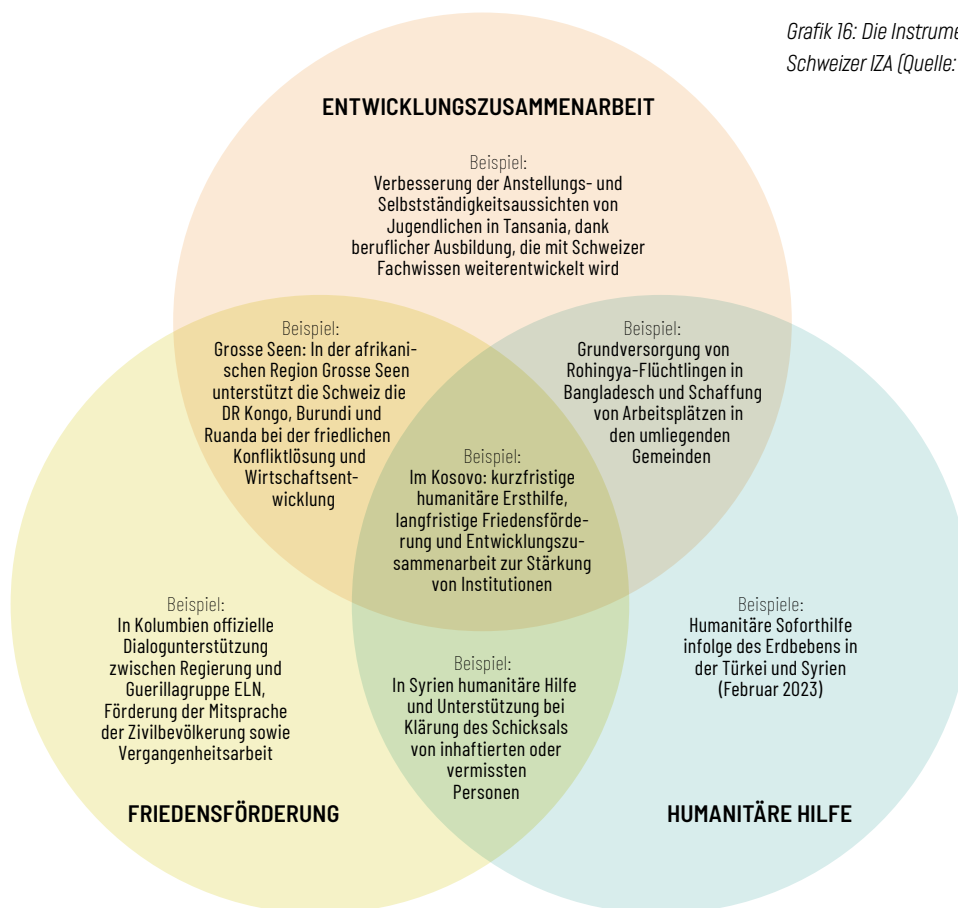 Grafik 16: Die Instrume
Schweizer IZA (Quelle:
ENTWICKLUNGSZUSAMMENARBEIT
Beispiel:
Verbesserung der Anstellungs- und
Selbstständigkeitsaussichten von
Jugendlichen in Tansania, dank
beruflicher Ausbildung, die mit Schweizer
Fachwissen weiterentwickelt wird
Beispiel:
Grosse Seen: In der afrikani-
schen Region Grosse Seen
unterstützt die Schweiz die
DR Kongo, Burundi und
Ruanda bei der friedlichen
Konfliktlösung und
Wirtschaftsent-
wicklung
Beispiel:
Grundversorgung von
Rohingya-Flüchtlingen in
Bangladesch und Schaffung
von Arbeitsplätzen in
den umliegenden
Gemeinden
Beispiel:
Im Kosovo: kurzfristige
humanitäre Ersthilfe,
langfristige Friedensförde-
rung und Entwicklungszu-
sammenarbeit zur Stärkung
von Institutionen
Beispiel:
In Kolumbien offizielle
Dialogunterstützung
zwischen Regierung und
Guerillagruppe ELN,
Förderung der Mitsprache
der Zivilbevölkerung sowie
Vergangenheitsarbeit
Beispiel:
In Syrien humanitäre Hilfe
und Unterstützung bei
Klärung des Schicksals
von inhaftierten oder
vermissten
Personen
Beispiele:
Humanitäre Soforthilfe
infolge des Erdbebens in
der Türkei und Syrien
(Februar 2023)
FRIEDENSFÖRDERUNG
HUMANITÄRE HILFE